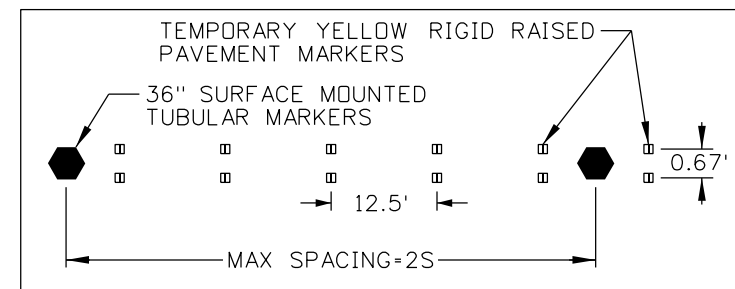 TEMPORARY YELLOW RIGID RAISED
PAVEMENT MARKERS
36" SURFACE MOUNTED
TUBULAR MARKERS
0.67'
12.5'
MAX SPACING=2S